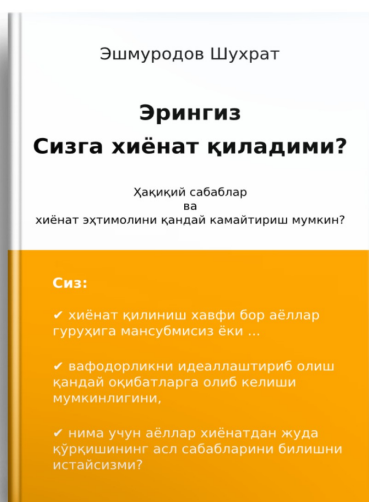 Эшмуродов Шухрат
Эрингиз
Сизга хиёнат қиладими?
Ҳақиқий сабаблар
ва
хиёнат эҳтимолини қандай камайтириш мумкин?
Сиз:
✔ хиёнат қилиниш хавфи бор аёллар
гуруҳига мансубмисиз ёки ...
✔ вафодорликни идеаллаштириб олиш
қандай оқибатларга олиб келиши
мумкинлигини,
✔ нима учун аёллар хиёнатдан жуда
қўрқишининг асл сабабларини билишни
истайсизми?